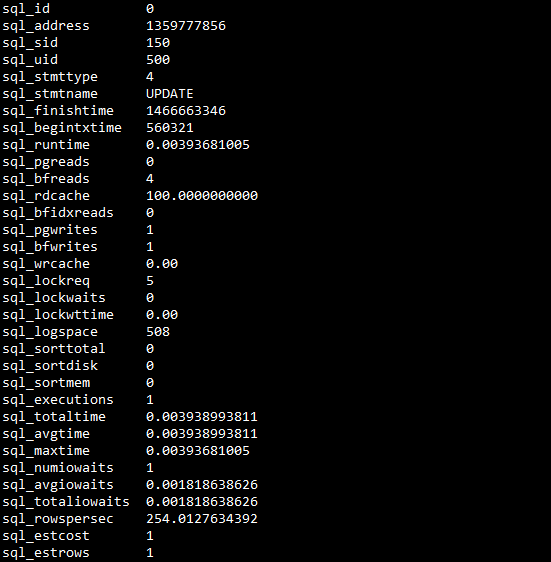 sql_id 0
sql_address 1359777856
sql_sid 150
sql_uid 500
sql_stmttype 4
sql_stmtname UPDATE
sql_finishtime 1466663346
sql_begintxtime 560321
sql_runtime 0.00393681005
sql_pgreads 0
sql_bfreads 4
sql_rdcache 100.0000000000
sql_bfidxreads 0
sql_pgwrites 1
sql_bfwrites 1
sql_wrcache 0.00
sql_lockreq 5
sql_lockwaits 0
sql_lockwttime 0.00
sql_logspace 508
sql_sorttotal 0
sql_sortdisk 0
sql_sortmem 0
sql_executions 1
sql_totaltime 0.003938993811
sql_avgtime 0.003938993811
sql_maxtime 0.00393681005
sql_numiowaits 1
sql_avgiowaits 0.001818638626
sql_totaliowaits 0.001818638626
sql_rowspersec 254.0127634392
sql_estcost 1
sql_estrows 1